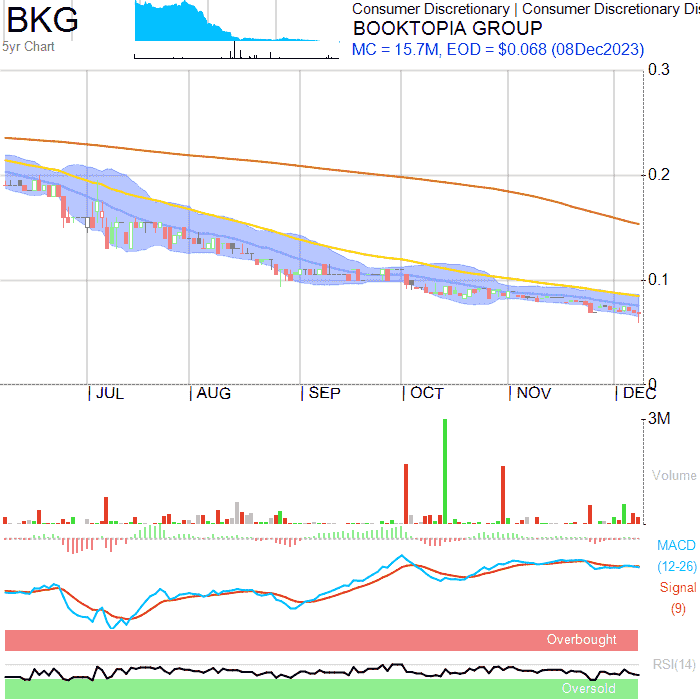 BKG
5yr Chart
Consumer Discretionary | Consumer Discretionary Dis
BOOKTOPIA GROUP
MC = 15.7M, EOD = $0.068 (08Dec2023)
0.3
0.2
0.1
0
JUL AUG SEP OCT NOV DEC
3M
Volume
MACD
(12-26)
Signal
(9)
Overbought
RSI(14)
Oversold